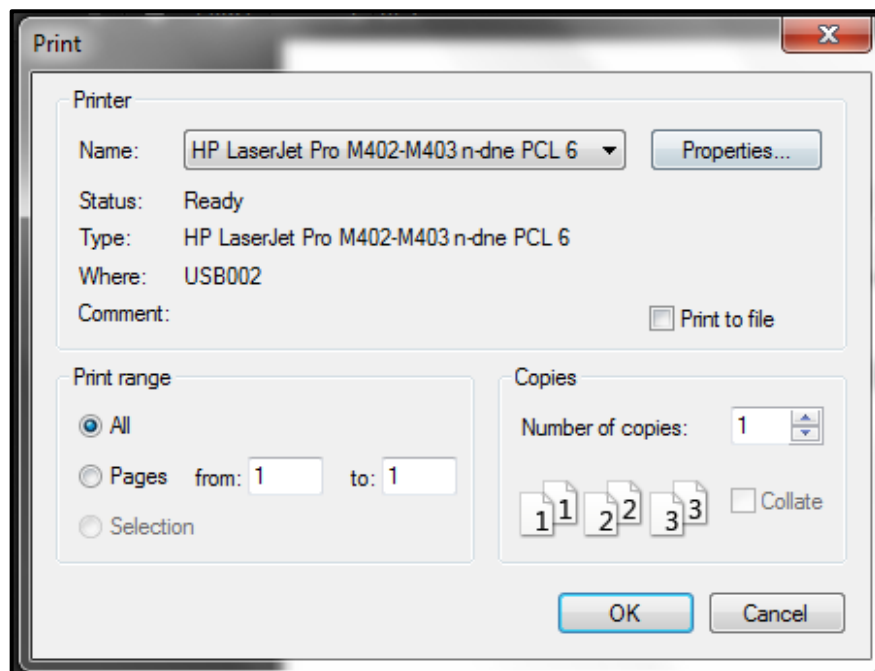 Print
Printer
Name: HP LaserJet Pro M402-M403 n-dne PCL 6 Properties...
Status: Ready
Type: HP LaserJet Pro M402-M403 n-dne PCL 6
Where: USB002
Comment: Print to file
Print range
All
Pages from: 1 to: 1
Selection
Copies
Number of copies: 1
1 1 2 2 3 3 Collate
OK Cancel